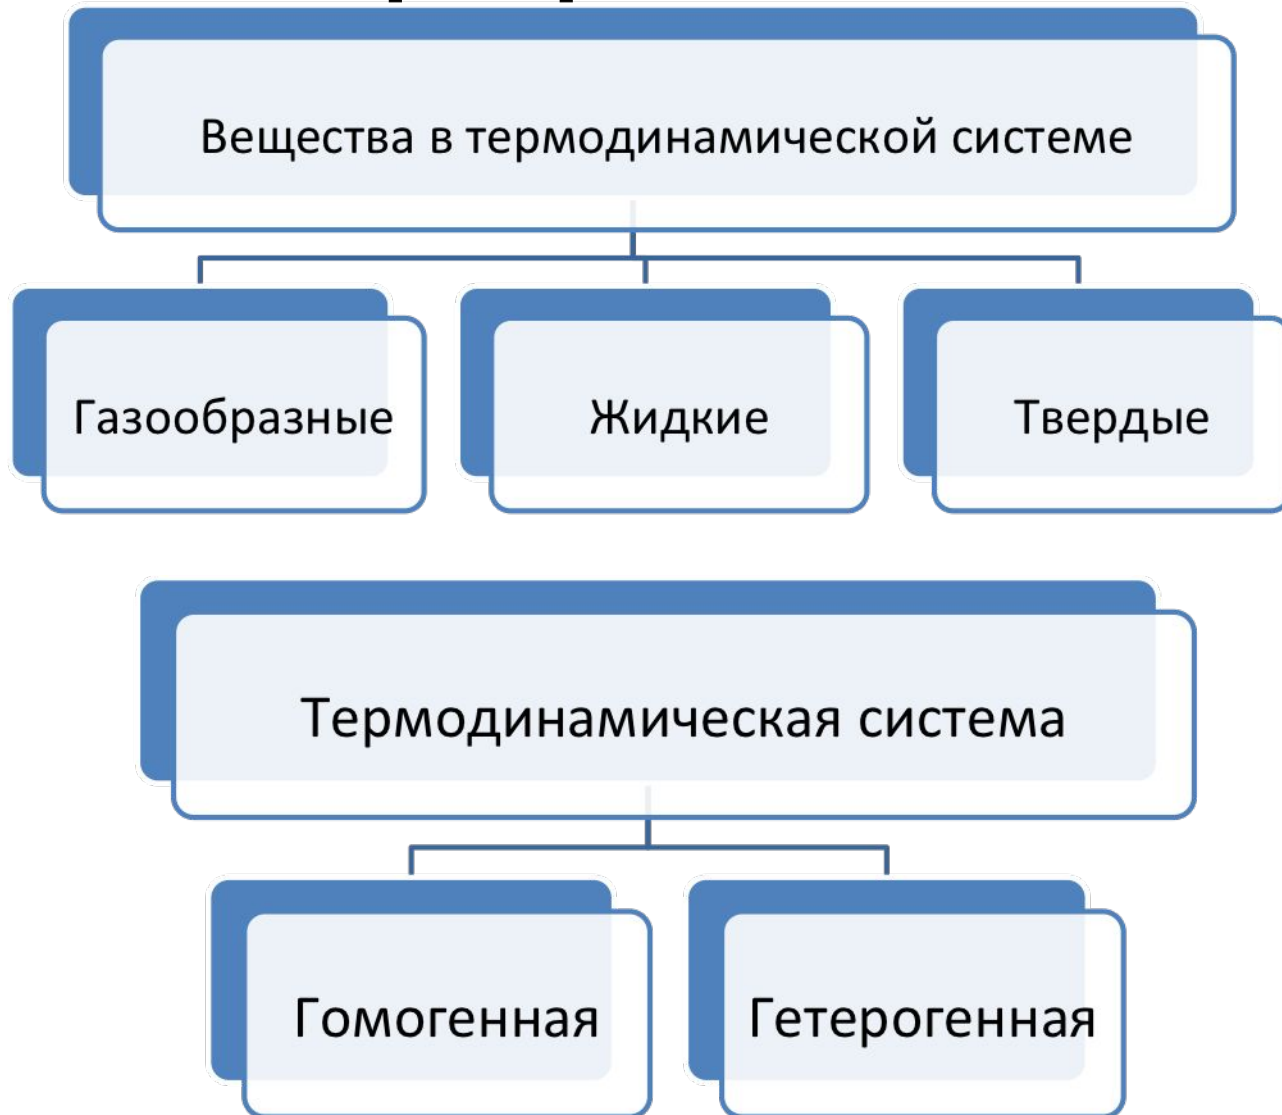 Вещества в термодинамической системе
Газообразные
Жидкие
Твердые
Термодинамическая система
Гомогенная
Гетерогенная